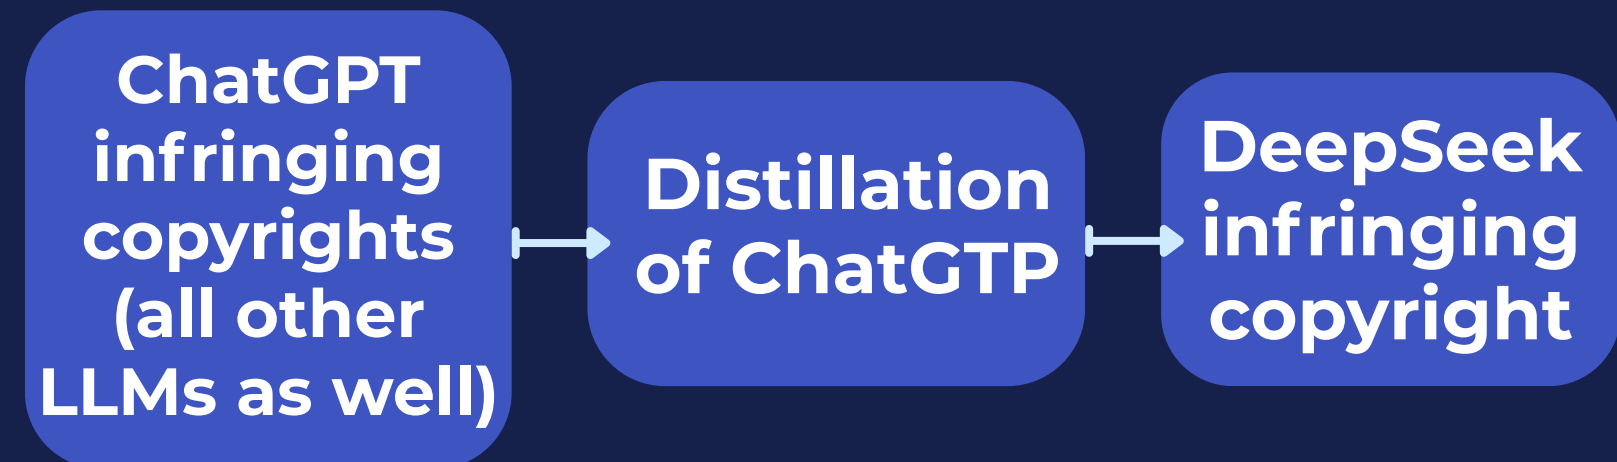 ChatGPT
infringing
copyrights
(all other
LLMs as well)
Distillation
of ChatGTP
DeepSeek
infringing
copyright